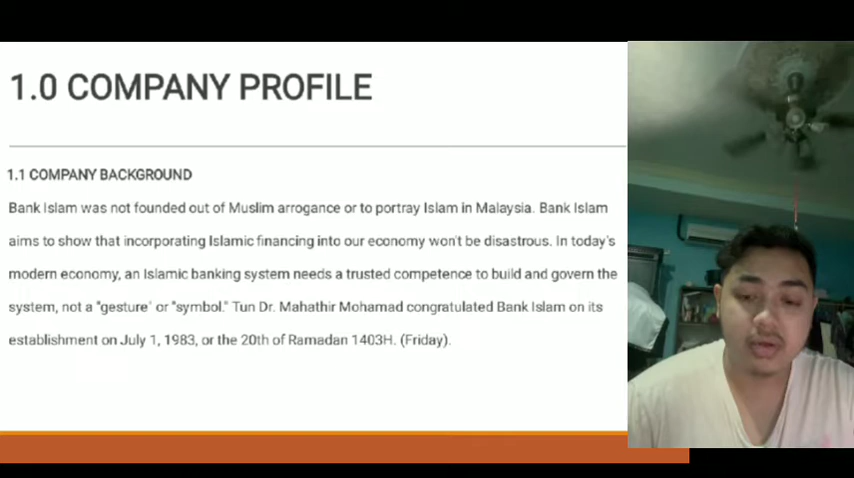 1.0 COMPANY PROFILE
1.1 COMPANY BACKGROUND
Bank Islam was not founded out of Muslim arrogance or to portray Islam in Malaysia. Bank Islam
aims to show that incorporating Islamic financing into our economy won't be disastrous. In today's
modern economy, an Islamic banking system needs a trusted competence to build and govern the
system, not a "gesture' or "symbol." Tun Dr. Mahathir Mohamad congratulated Bank Islam on its
establishment on July 1, 1983, or the 20th of Ramadan 1403H. (Friday).